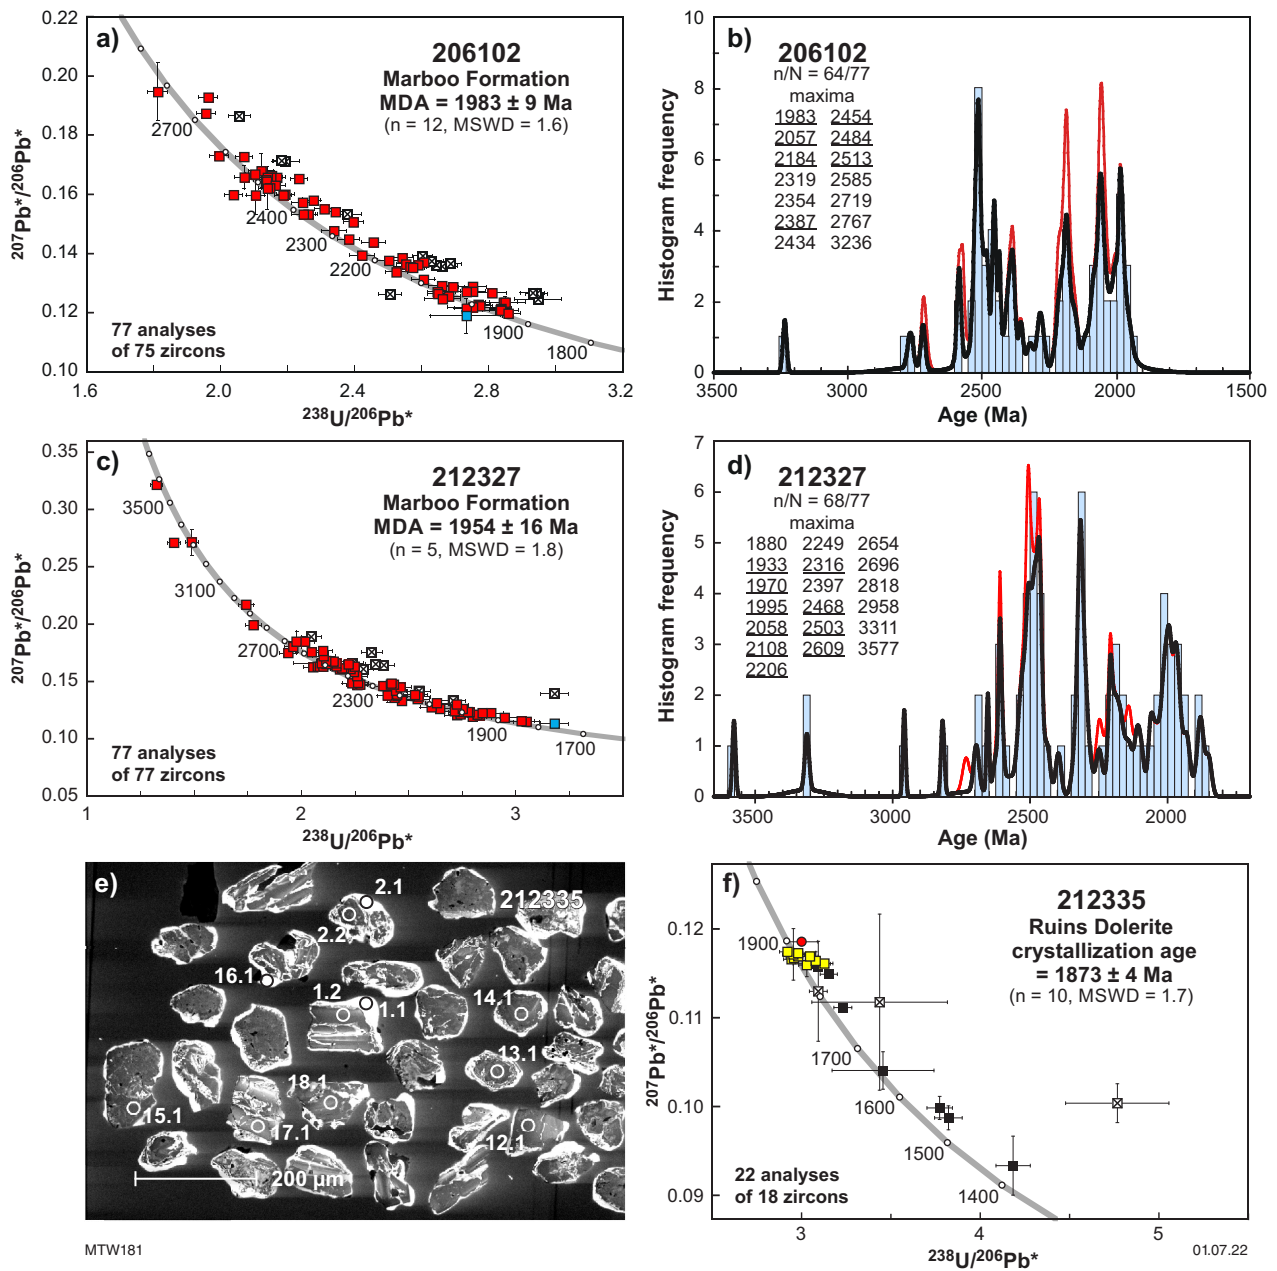 a)
206102
Marboo Formation
MDA = 1983 ± 9 Ma
(n = 12, MSWD = 1.6)
0.22
0.20
0.18
0.16
0.14
0.12
0.10
207Pb*/206Pb*
2700
2400
2300
2200
1900
1800
77 analyses
of 75 zircons
1.6
2.0
2.4
2.8
3.2
238U/206Pb*
b)
206102
n/N = 64/77
maxima
1983 2454
2057 2484
2184 2513
2319 2585
2354 2719
2387 2767
2434 3236
Histogram frequency
10
8
6
4
2
0
3500
3000
2500
2000
1500
Age (Ma)
c)
212327
Marboo Formation
MDA = 1954 ± 16 Ma
(n = 5, MSWD = 1.8)
0.35
0.30
0.25
0.20
0.15
0.10
0.05
207Pb*/206Pb*
3500
3100
2700
2300
1900
1700
77 analyses
of 77 zircons
1
2
3
238U/206Pb*
d)
212327
n/N = 68/77
maxima
1880 2249 2654
1933 2316 2696
1970 2397 2818
1995 2468 2958
2058 2503 3311
2108 2609 3577
2206
Histogram frequency
7
6
5
4
3
2
1
0
3000
2500
2000
Age (Ma)
e)
212335
2.1
2.2
16.1
1.2
1.1
14.1
13.1
18.1
15.1
17.1
12.1
200 µm
f)
212335
Ruins Dolerite
crystallization age
= 1873 ± 4 Ma
(n = 10, MSWD = 1.7)
0.12
0.11
0.10
0.09
207Pb*/206Pb*
1900
1700
1600
1500
1400
22 analyses
of 18 zircons
3
4
5
238U/206Pb*
MTW181
01.07.22